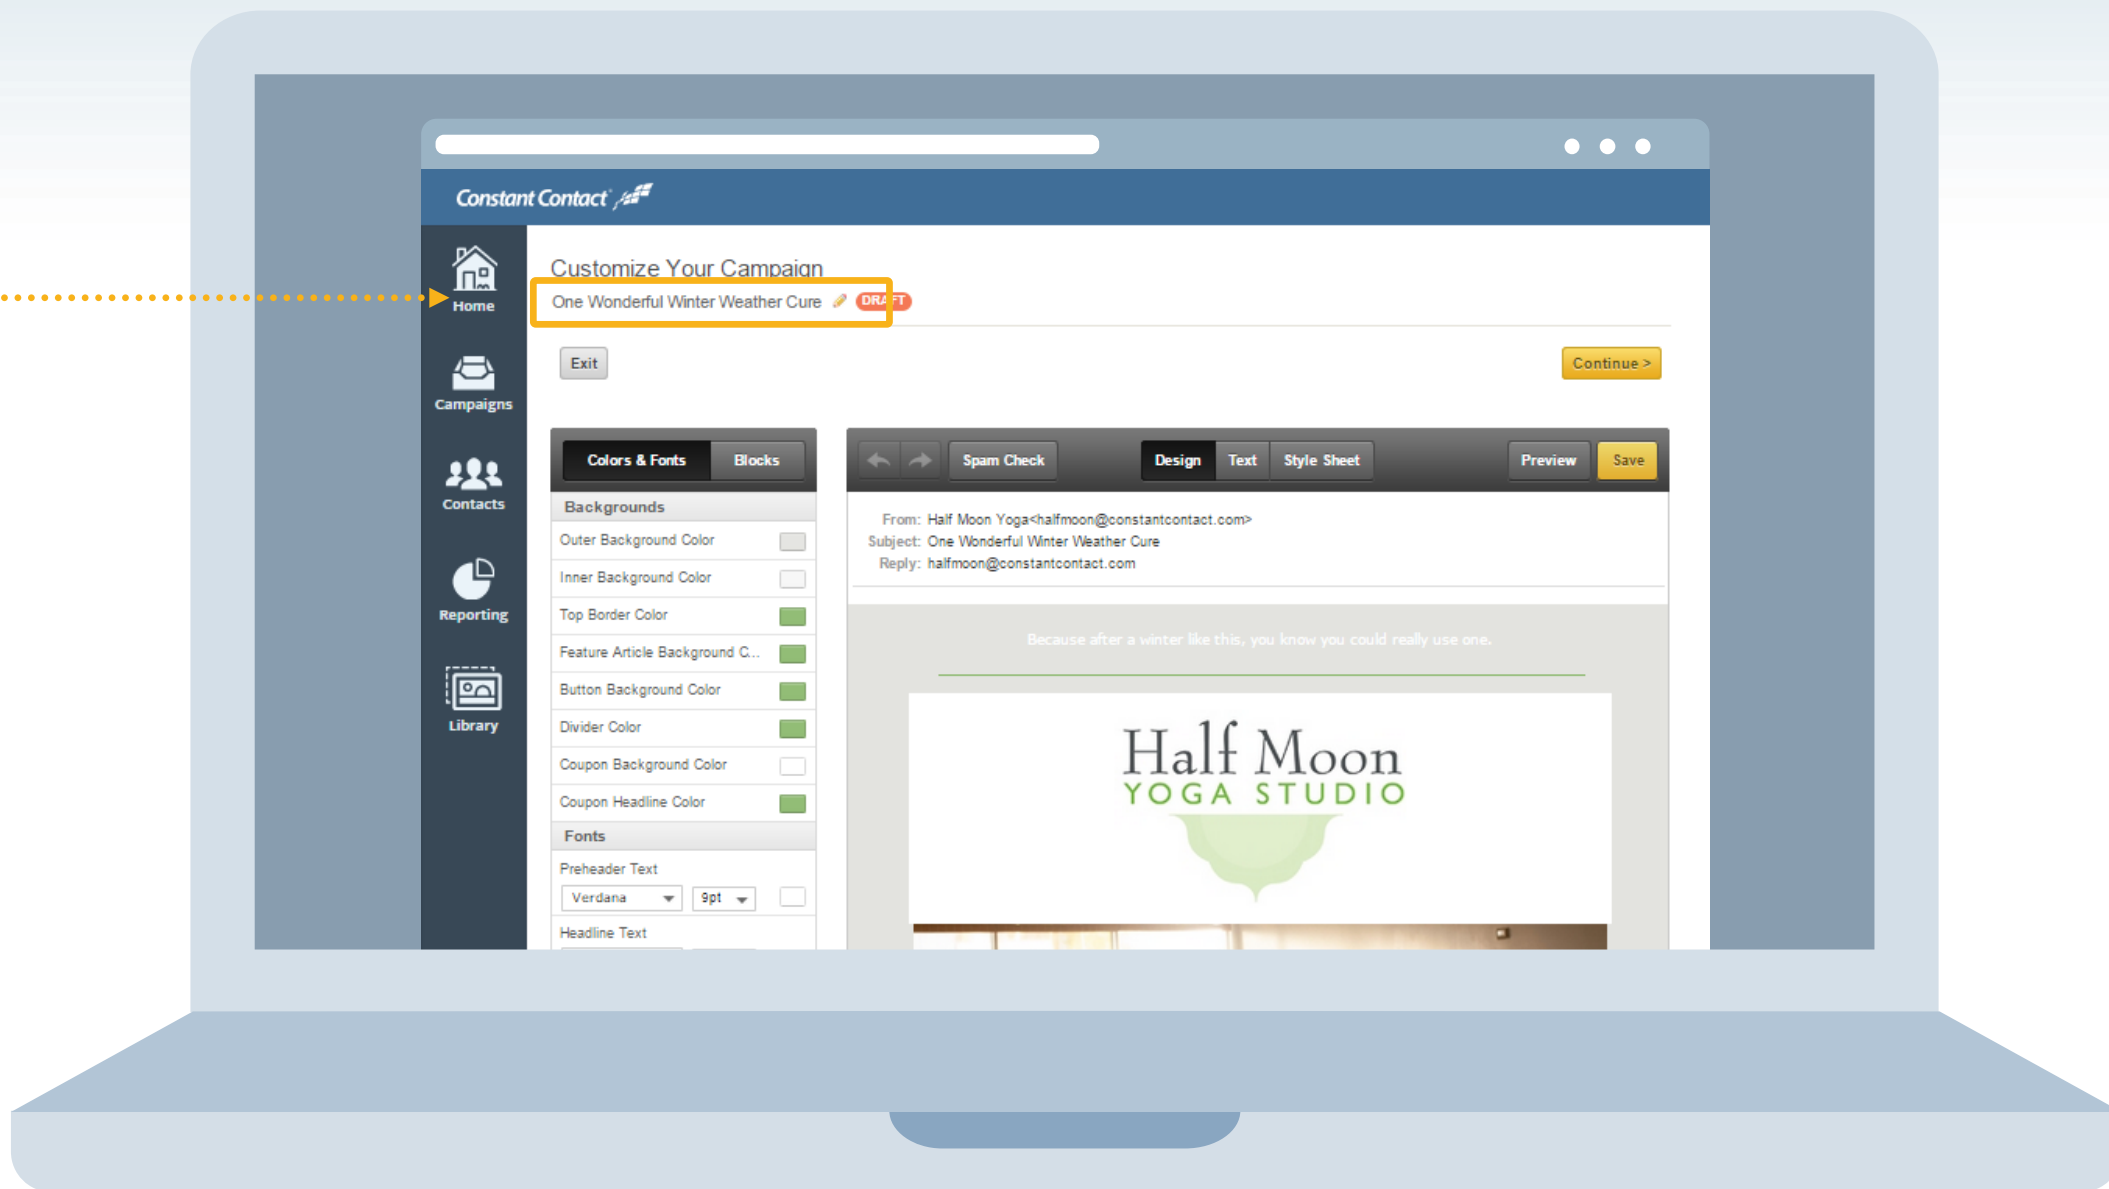 Constant Contact
Home
Campaigns
Contacts
Reporting
Library
Customize Your Campaign
One Wonderful Winter Weather Cure DRAFT
Exit
Continue >
Colors & Fonts Blocks
Backgrounds
Outer Background Color
Inner Background Color
Top Border Color
Feature Article Background C...
Button Background Color
Divider Color
Coupon Background Color
Coupon Headline Color
Fonts
Preheader Text
Verdana 9pt
Headline Text
Spam Check Design Text Style Sheet Preview Save
From: Half Moon Yoga<halfmoon@constantcontact.com>
Subject: One Wonderful Winter Weather Cure
Reply: halfmoon@constantcontact.com
Because after a winter like this, you know you could really use one.
Half Moon
YOGA STUDIO